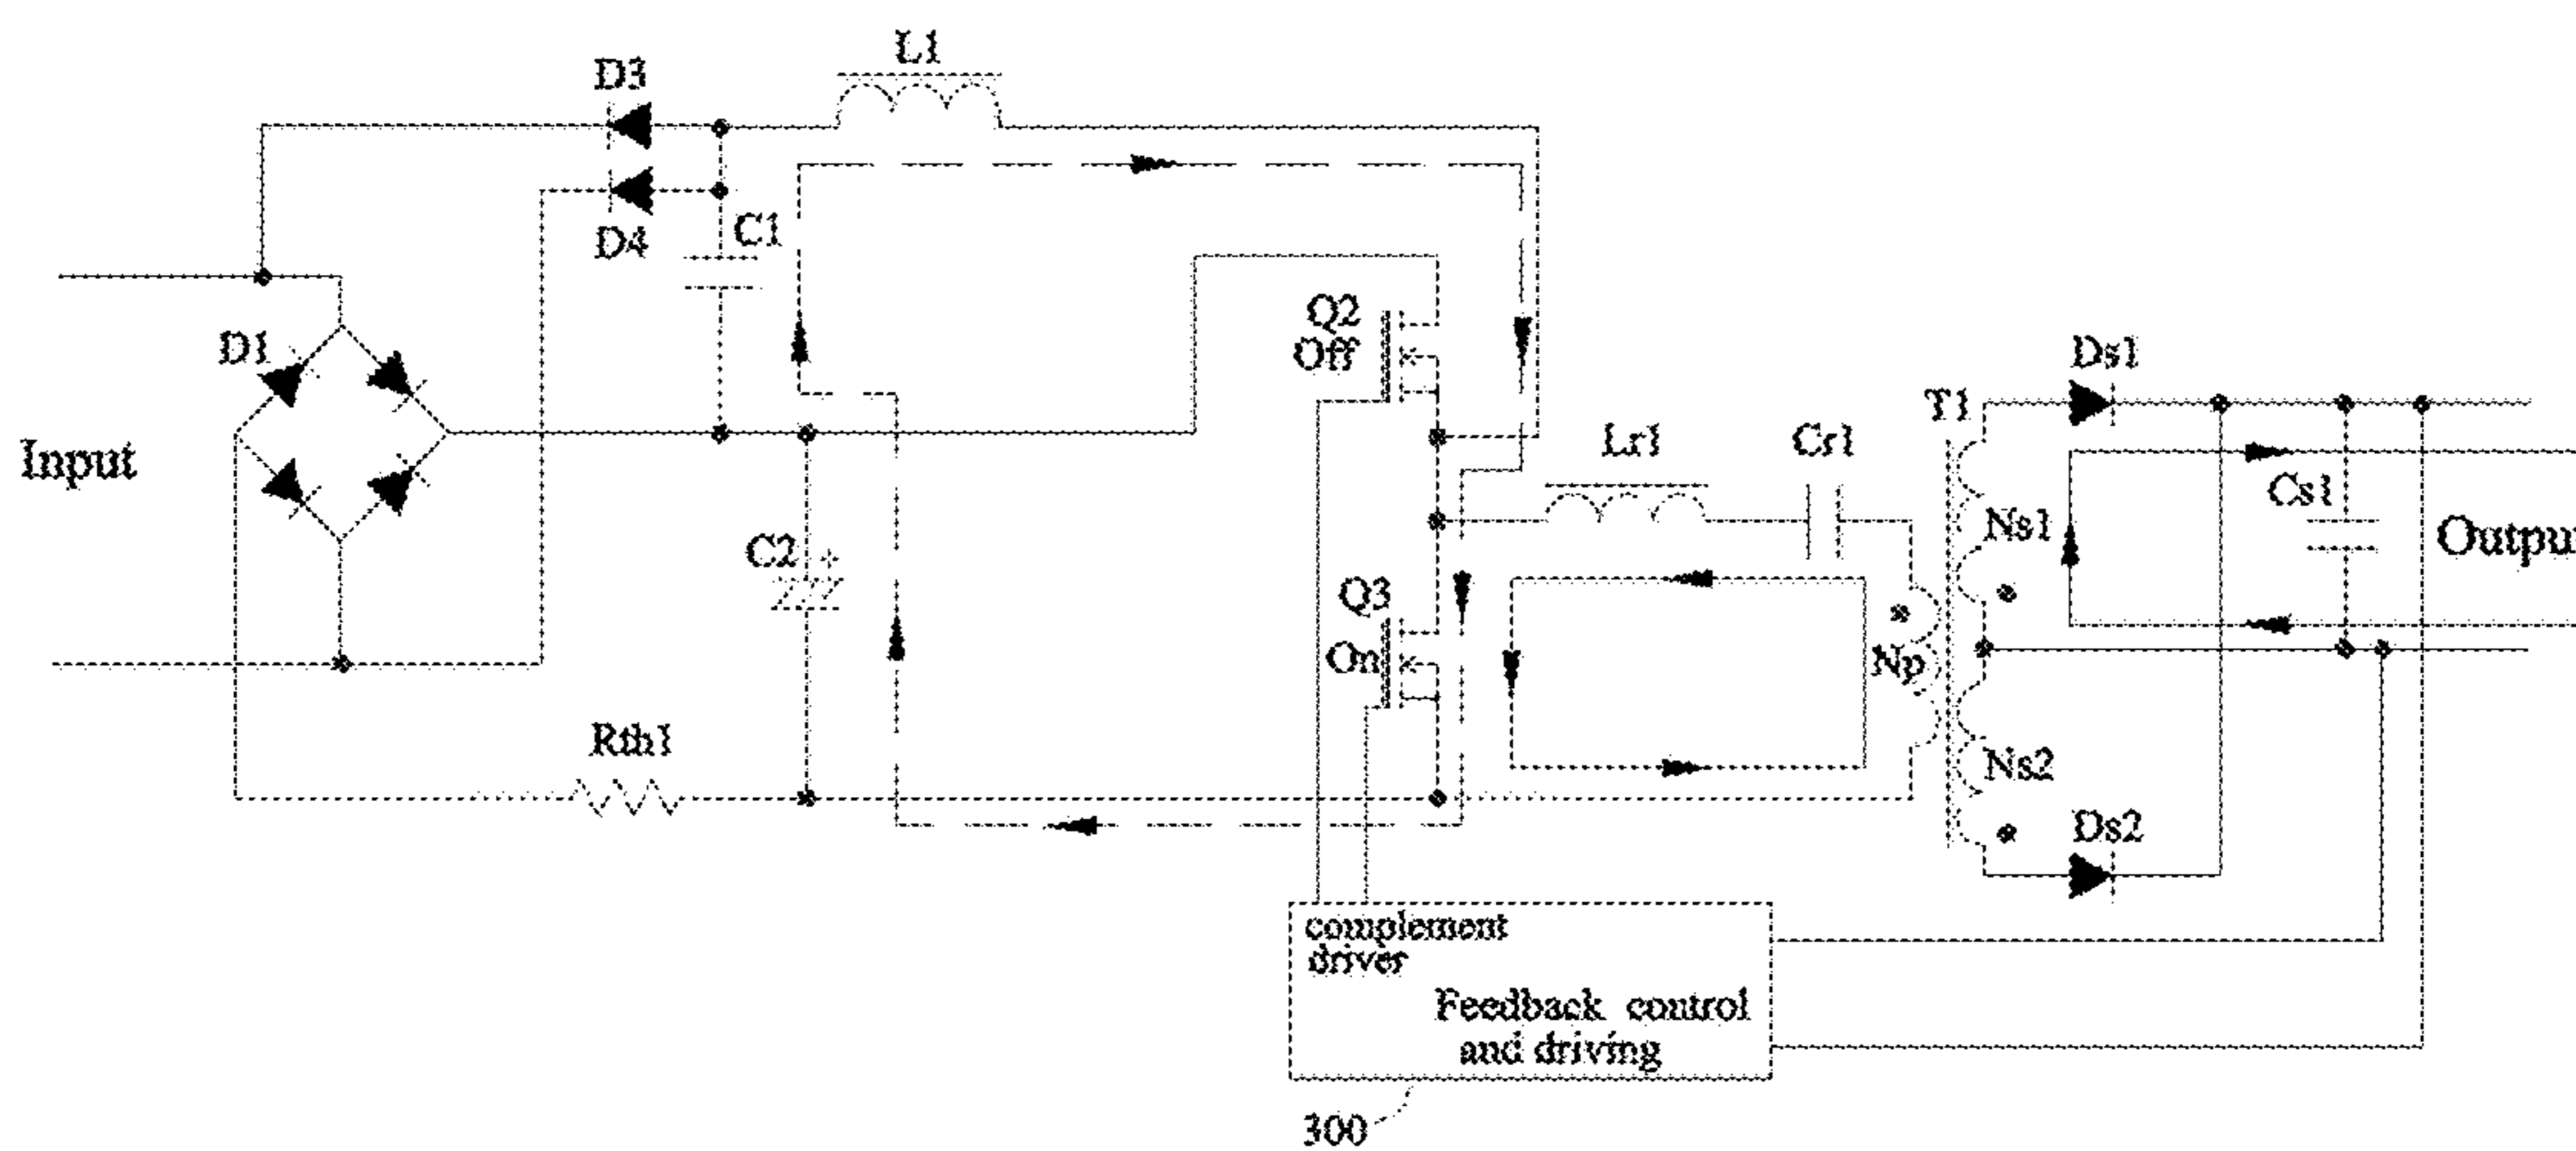 L1
D3
D4
C1
Q2
Off
D1
Ds1
T1
Input
Lr1
Cr1
Cs1
Ns1
C2
+
Outpu
Q3
On
Np
Rth1
Ns2
Ds2
complement
driver
Feedback control
and driving
300